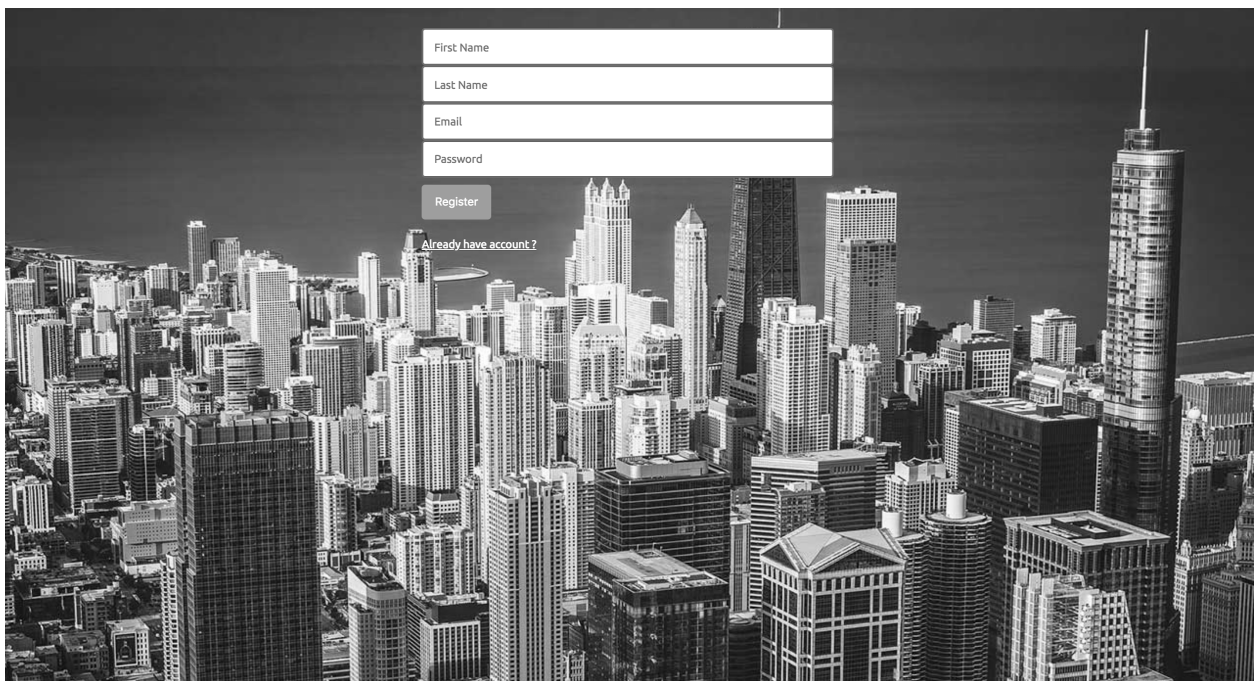 First Name
Last Name
Email
Password
Register
Already have account ?